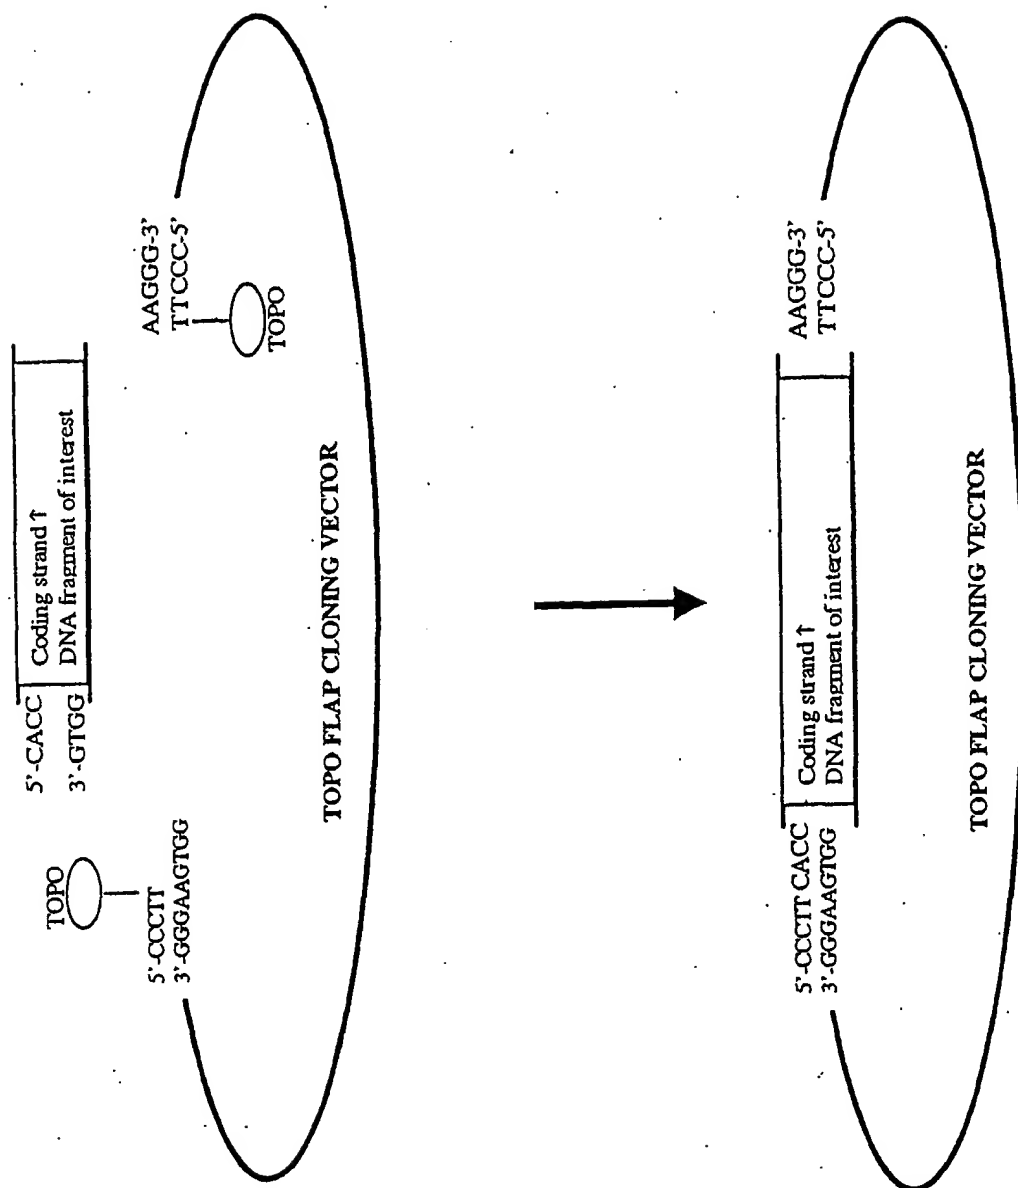 5'-CACC
3'-GTGG
Coding strand ↑
DNA fragment of interest
TOPO
5'-CCCTT
3'-GGGAAGTGG
AAGGG-3'
TTCCC-5'
TOPO
TOPO FLAP CLONING VECTOR
5'-CCCTT CACC
3'-GGGAAGTGG
Coding strand ↑
DNA fragment of interest
AAGGG-3'
TTCCC-5'
TOPO FLAP CLONING VECTOR